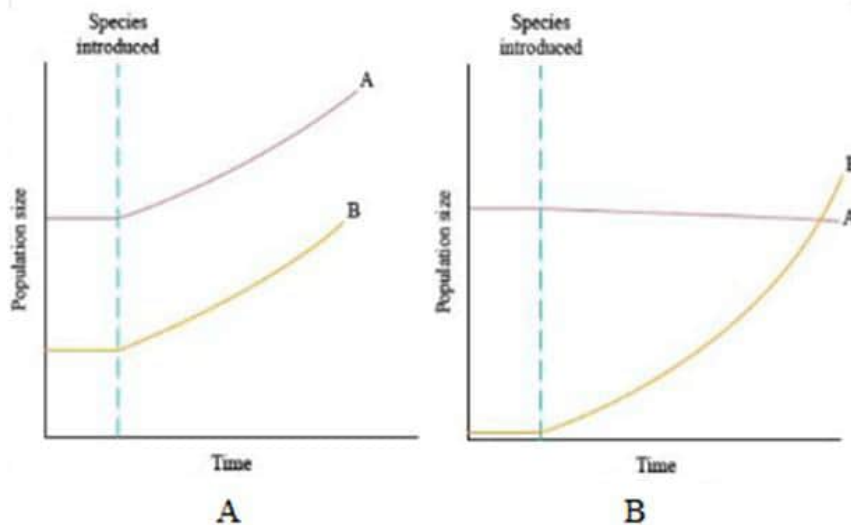 Species
introduced
A
B
Population size
Time
A
Species
introduced
A
Population size
Time
B